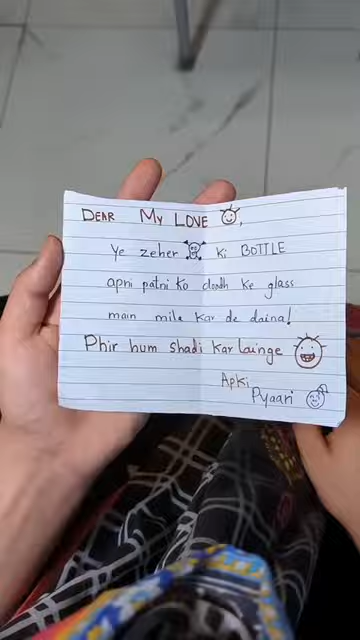 DEAR MY LOVE ,
Ye zeher ki BOTTLE
apni patni ko doodh ke glass
main mila kar de daina!
Phir hum shadi kar lainge
Apki
Pyaari